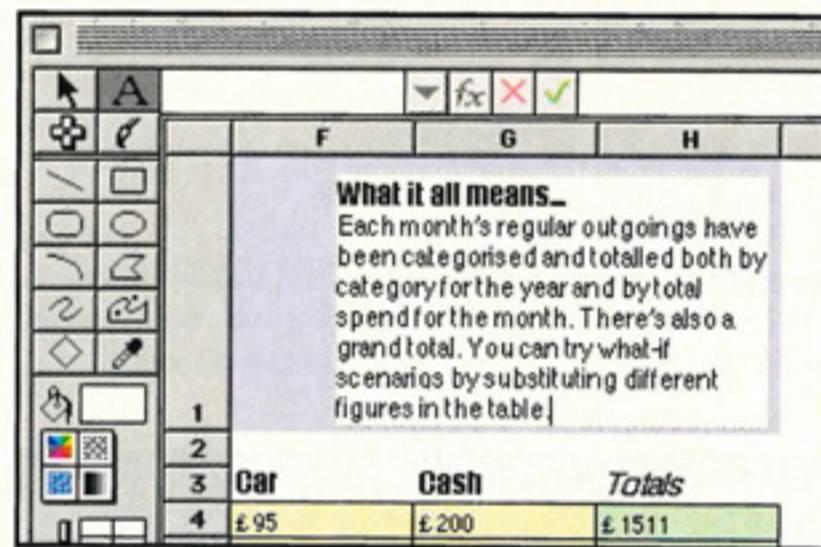 A
fx
F G H
What it all means...
Each month's regular outgoings have
been categorised and totalled both by
category for the year and by total
spend for the month. There's also a
grand total. You can try what-if
scenarios by substituting different
figures in the table.
1
2
3 Car Cash Totals
4 £95 £200 £1511